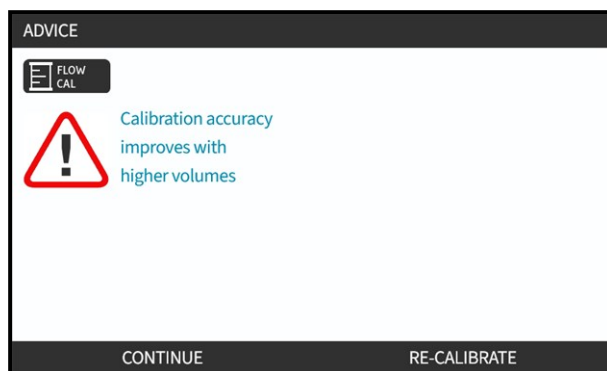 ADVICE
FLOW
CAL
Calibration accuracy
improves with
higher volumes
CONTINUE RE-CALIBRATE